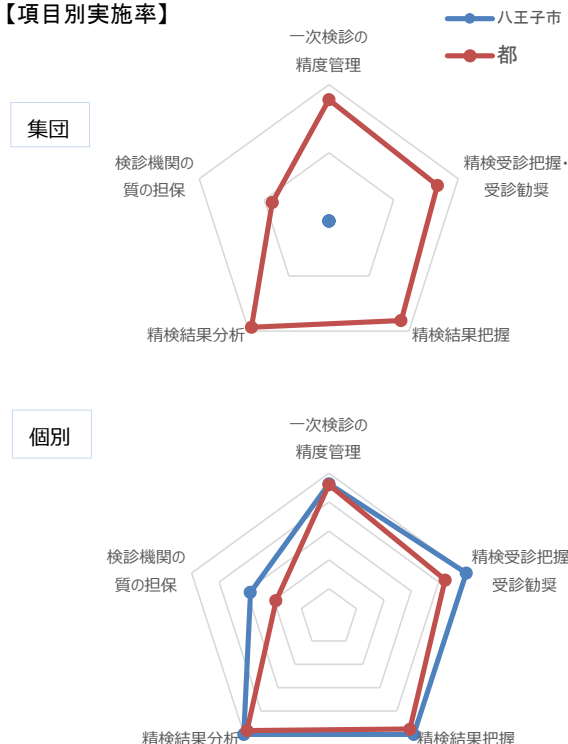 【項目別実施率】
八王子市
都
集団
一次検診の
精度管理
精検受診把握・
受診勧奨
精検結果把握
精検結果分析
検診機関の
質の担保
個別
一次検診の
精度管理
精検受診把握
受診勧奨
精検結果把握
精検結果分析
検診機関の
質の担保